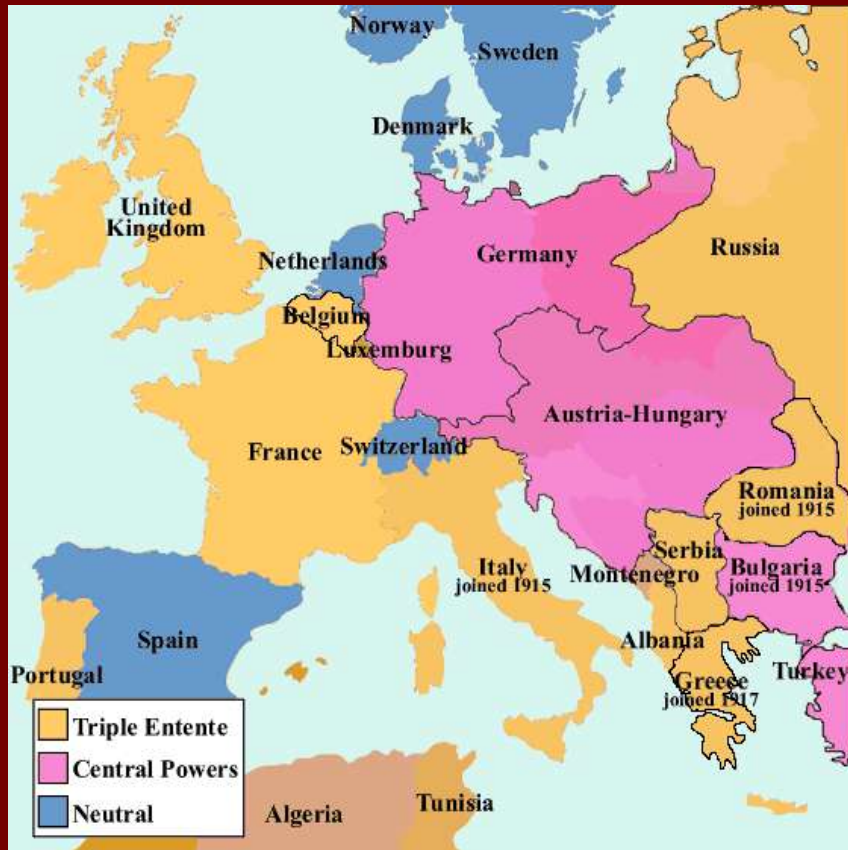 Norway
Sweden
Denmark
United
Kingdom
Netherlands
Germany
Russia
Belgium
Luxemburg
Austria-Hungary
France
Switzerland
Romania
joined 1915
Italy
joined 1915
Serbia
Bulgaria
joined 1915
Montenegro
Spain
Albania
Portugal
Greece
joined 1917
Turkey
Triple Entente
Central Powers
Neutral
Algeria
Tunisia